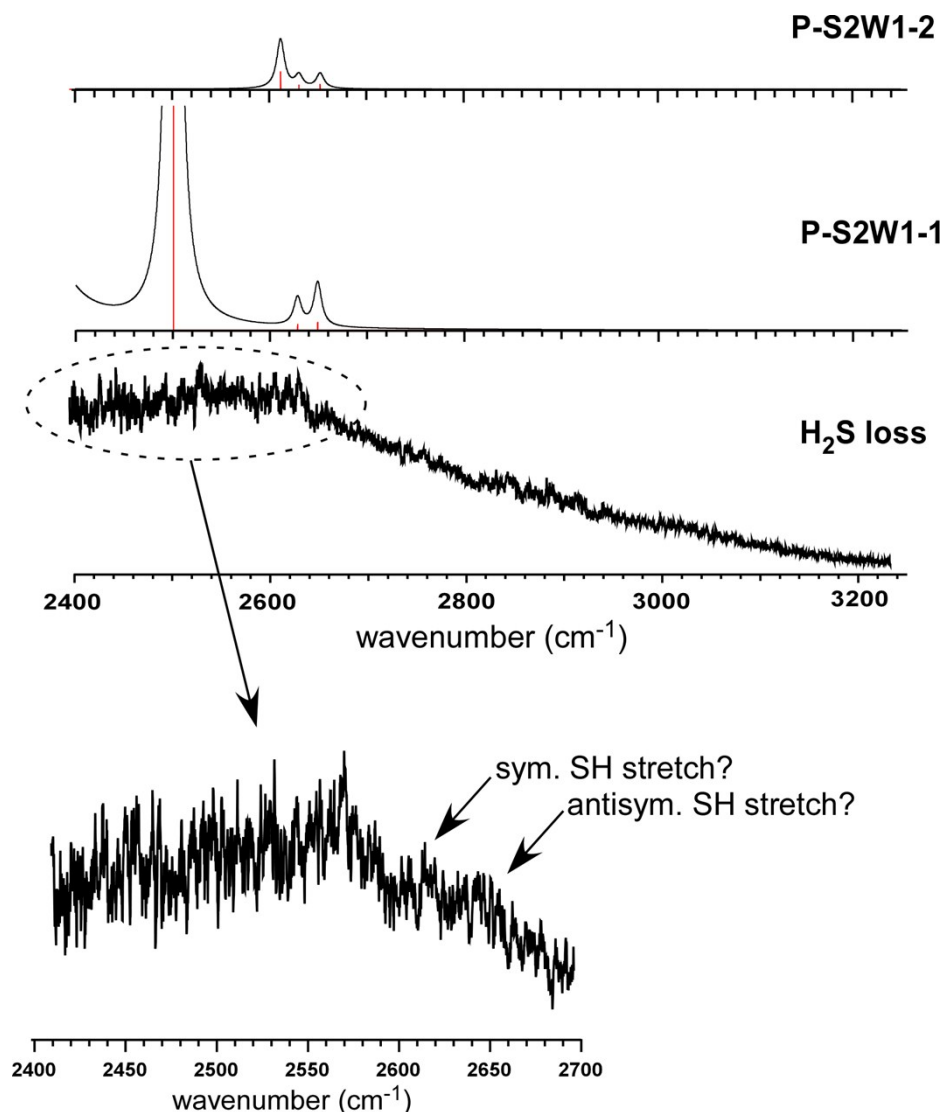 P-S2W1-2
P-S2W1-1
H₂S loss
2400 2600 2800 3000 3200
wavenumber (cm⁻¹)
sym. SH stretch?
antisym. SH stretch?
2400 2450 2500 2550 2600 2650 2700
wavenumber (cm⁻¹)